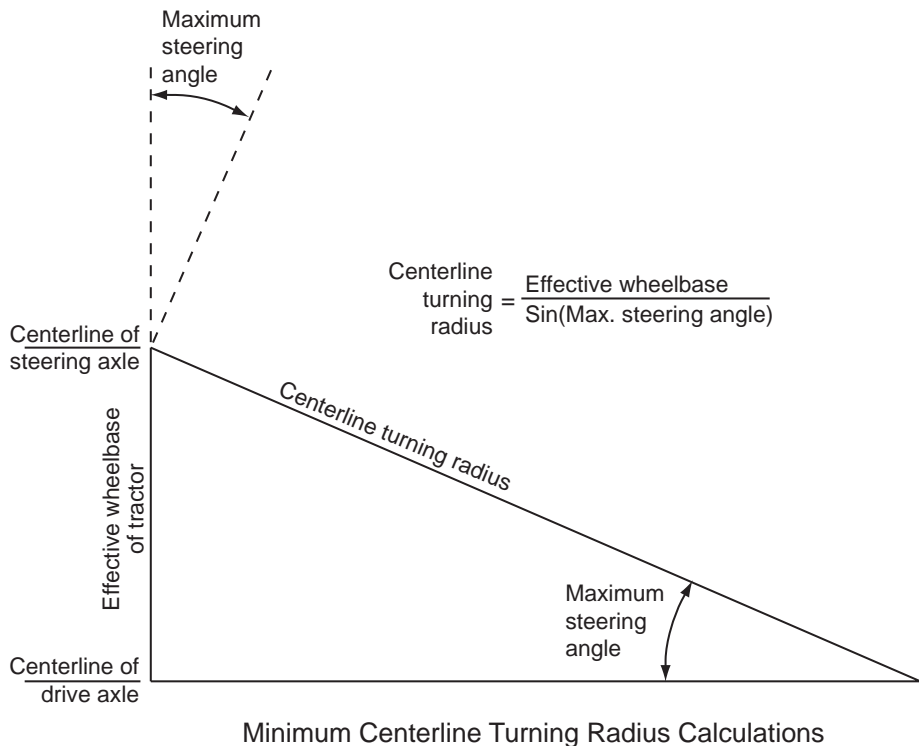 Maximum
steering
angle
Centerline
turning
radius
= Effective wheelbase
Sin(Max. steering angle)
Centerline of
steering axle
Centerline turning radius
Effective wheelbase
of tractor
Maximum
steering
angle
Centerline of
drive axle
Minimum Centerline Turning Radius Calculations